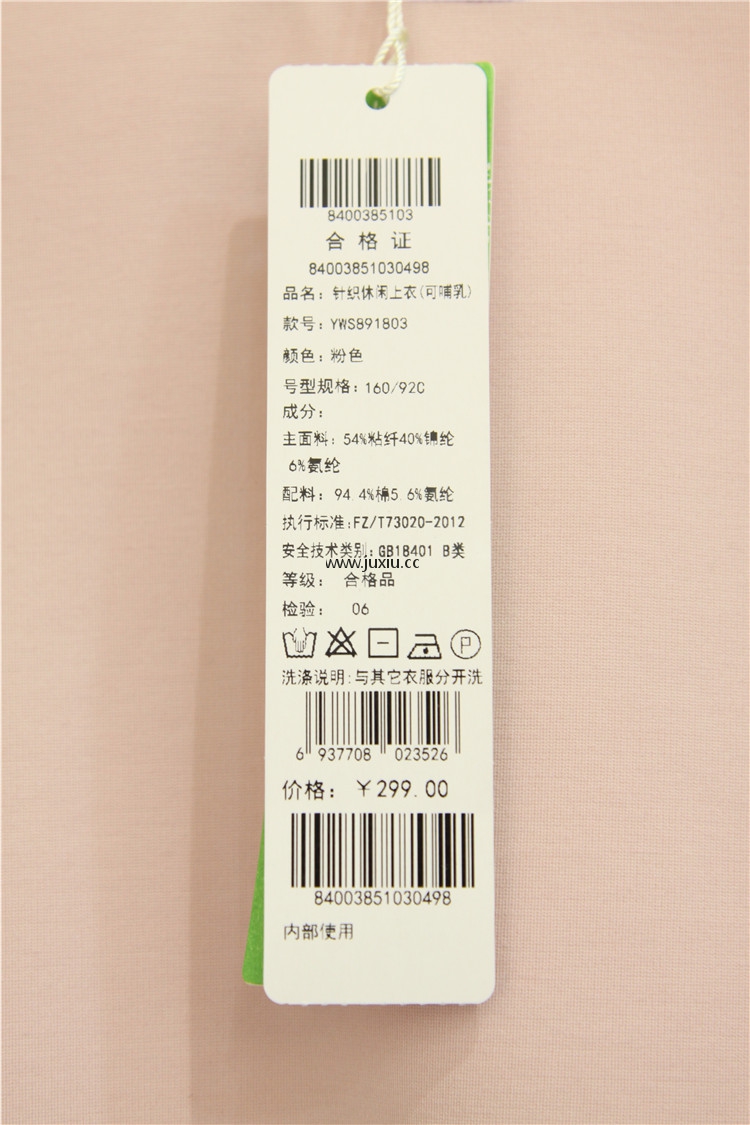 8400385103
合格证
84003851030498
品名：针织休闲上衣(可哺乳)
款号：YWS891803
颜色：粉色
号型规格：160/92C
成分：
主面料：54%粘纤40%锦纶
6%氨纶
配料：94.4%棉5.6%氨纶
执行标准:FZ/T73020-2012
安全技术类别:GB18401 B类
www.juxiu.cc
等级：合格品
检验：06
P
洗涤说明:与其它衣服分开洗
6 937708 023526
价格：￥299.00
84003851030498
内部使用